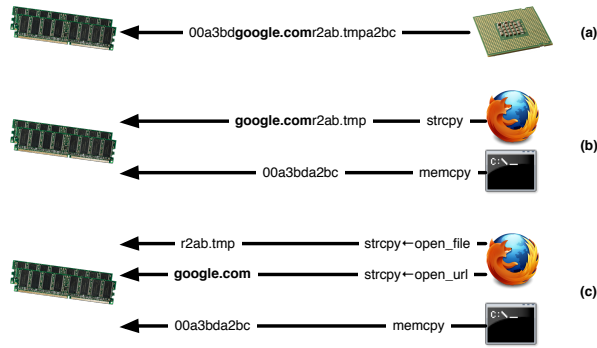 00a3bdgoogle.comr2ab.tmpa2bc (a)
google.comr2ab.tmp strcpy
(b)
C:\_
00a3bda2bc memcpy
r2ab.tmp strcpy←open_file
google.com strcpy←open_url
(c)
C:\_
00a3bda2bc memcpy